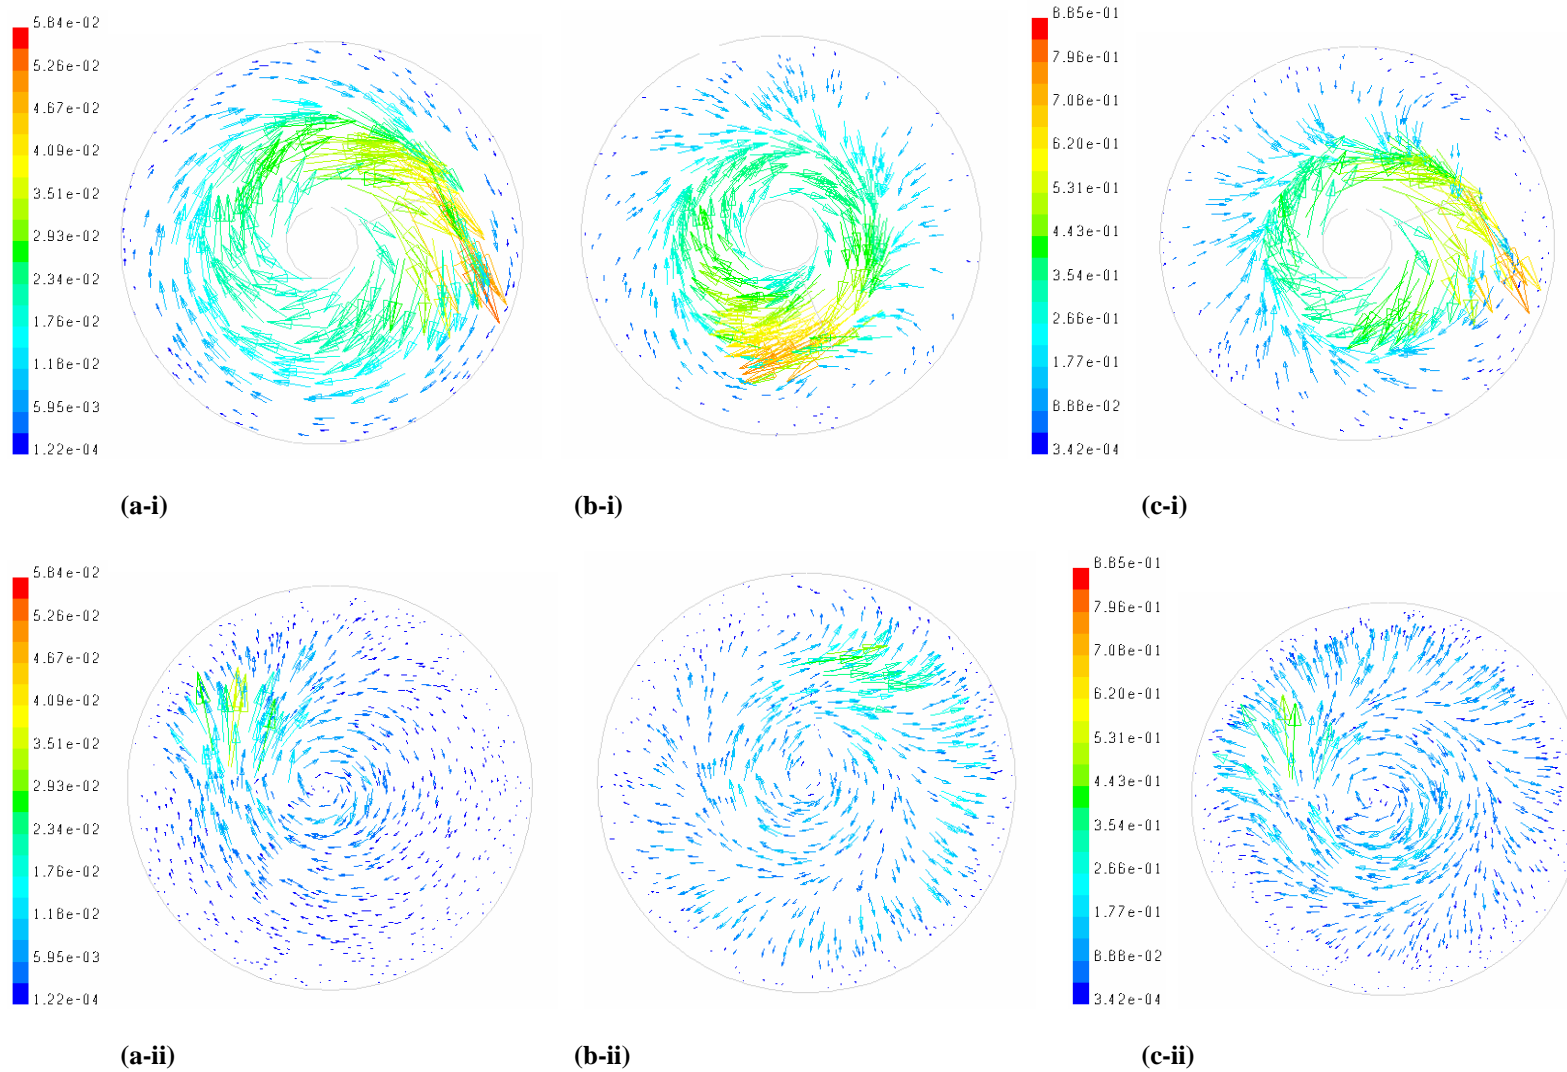 5.84e-02
5.26e-02
4.67e-02
4.09e-02
3.51e-02
2.93e-02
2.34e-02
1.76e-02
1.18e-02
5.95e-03
1.22e-04
8.85e-01
7.96e-01
7.08e-01
6.20e-01
5.31e-01
4.43e-01
3.54e-01
2.66e-01
1.77e-01
8.88e-02
3.42e-04
(a-i)
(b-i)
(c-i)
5.84e-02
5.26e-02
4.67e-02
4.09e-02
3.51e-02
2.93e-02
2.34e-02
1.76e-02
1.18e-02
5.95e-03
1.22e-04
8.85e-01
7.96e-01
7.08e-01
6.20e-01
5.31e-01
4.43e-01
3.54e-01
2.66e-01
1.77e-01
8.88e-02
3.42e-04
(a-ii)
(b-ii)
(c-ii)